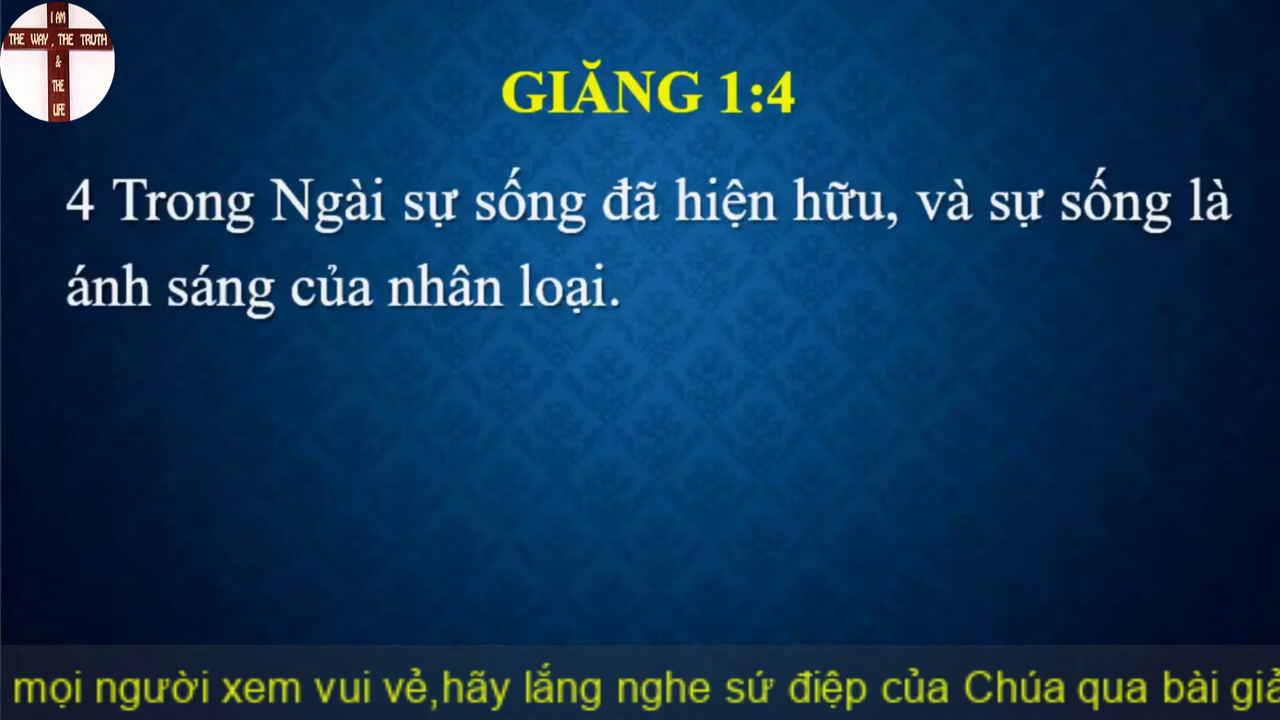 I AM
THE WAY, THE TRUTH
&
THE
LIFE
GIĂNG 1:4
4 Trong Ngài sự sống đã hiện hữu, và sự sống là
ánh sáng của nhân loại.
mọi người xem vui vẻ,hãy lắng nghe sứ điệp của Chúa qua bài